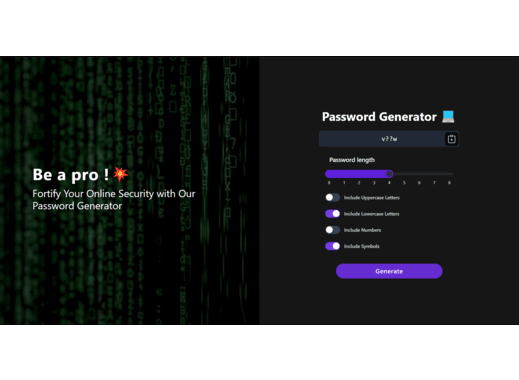 Be a pro ! 💥
Fortify Your Online Security with Our
Password Generator
Password Generator 💻
v??w
Password length
0 1 2 3 4 5 6 7 8
Include Uppercase Letters
Include Lowercase Letters
Include Numbers
Include Symbols
Generate